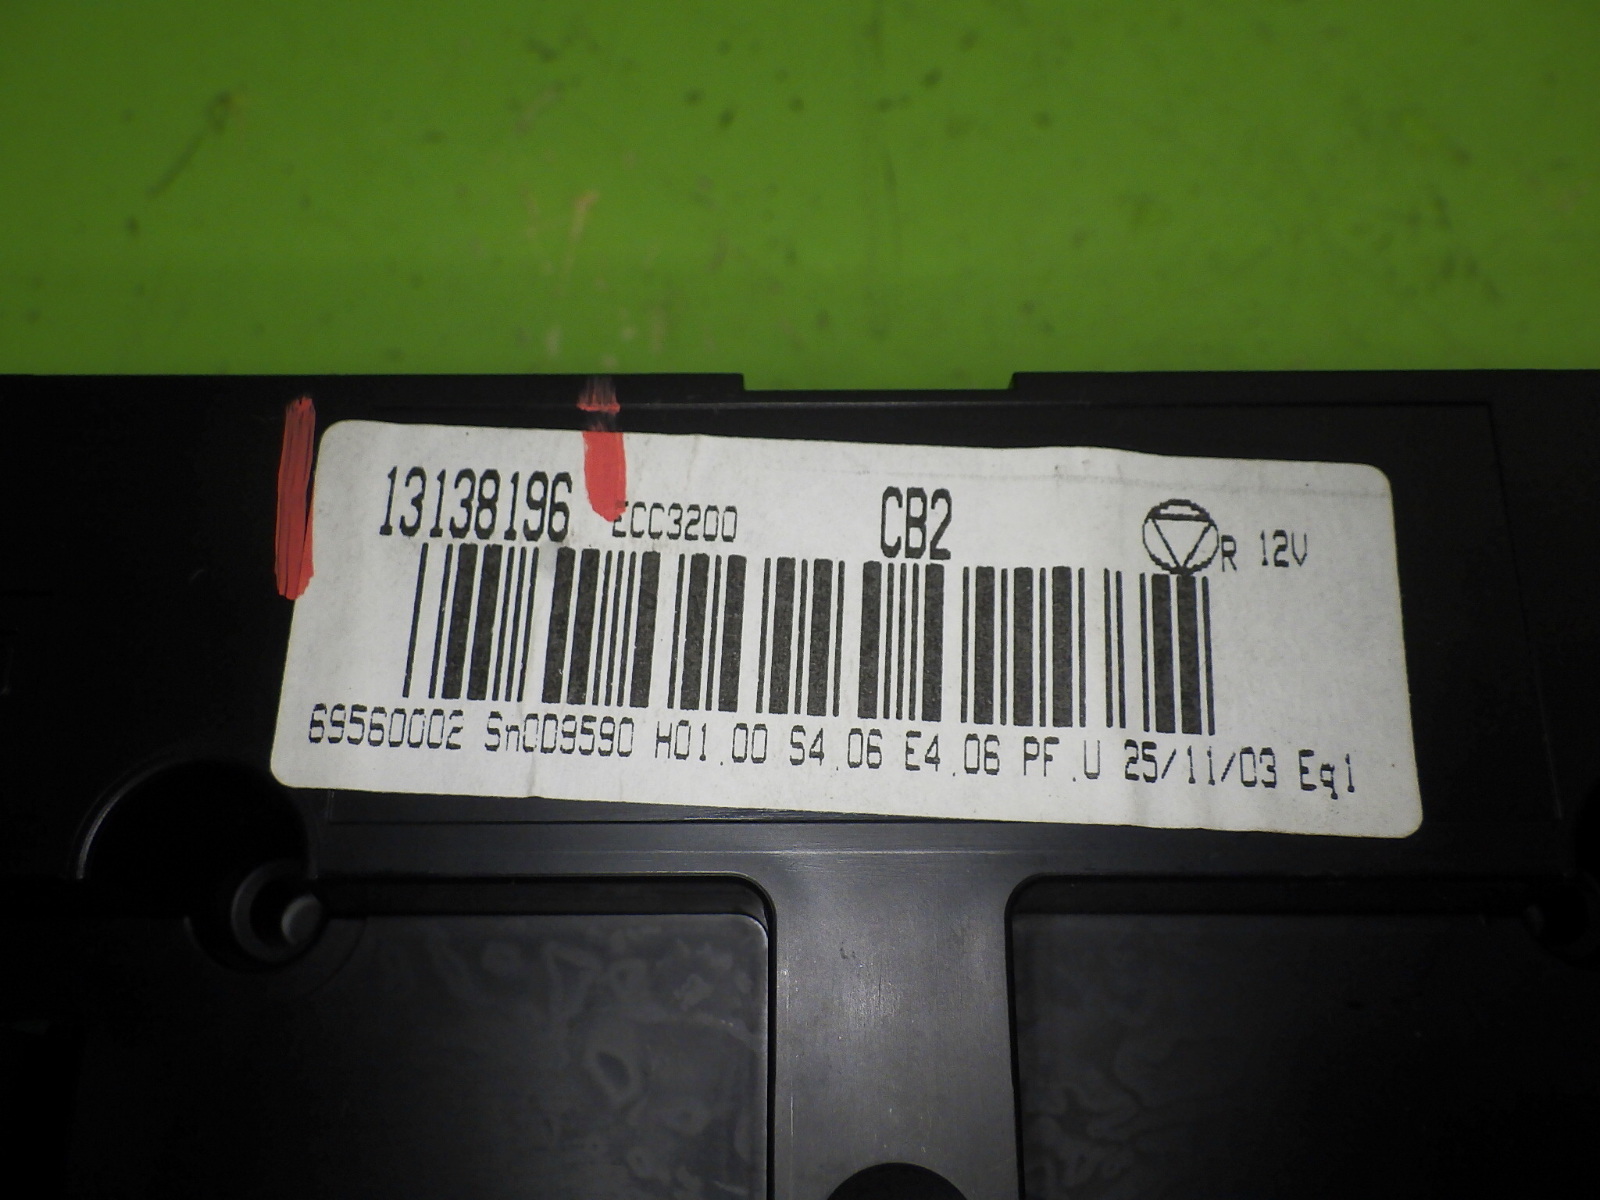 13138196 ECC3200 CB2 R 12V
69560002 Sn009590 H01.00 S4.06 E4.06 PF.U 25/11/03 Eq1